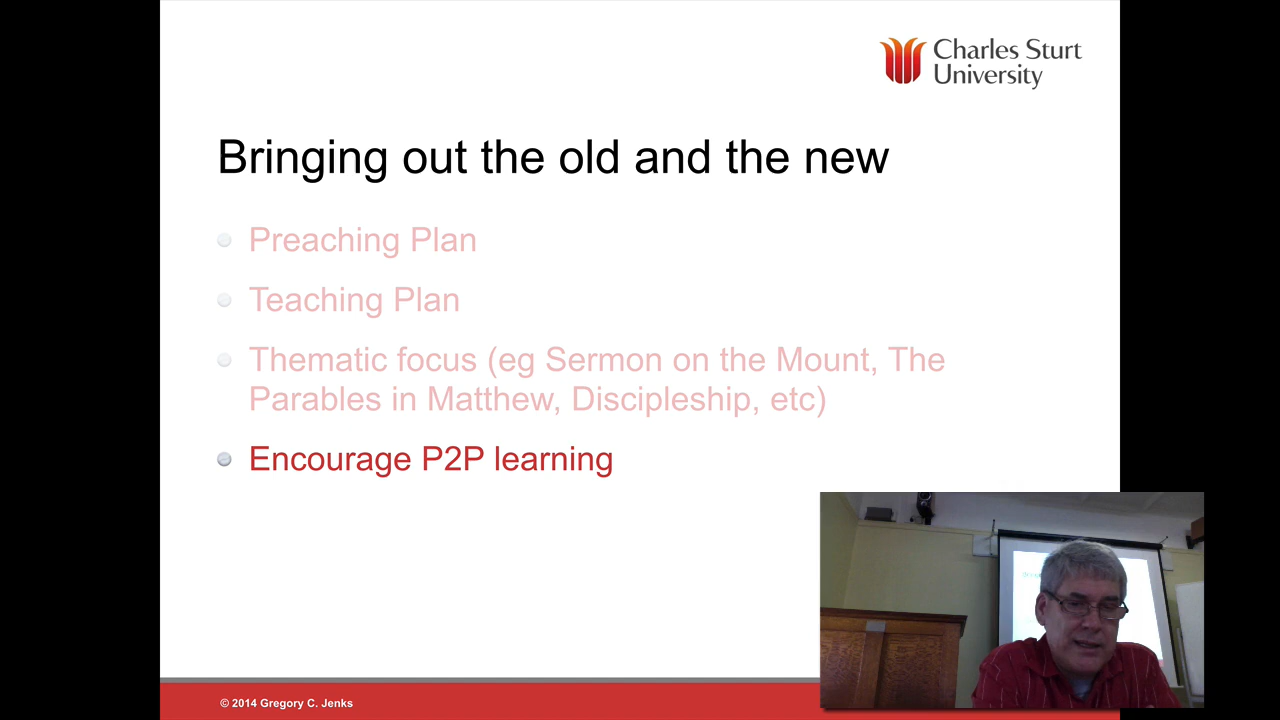 Charles Sturt
University
Bringing out the old and the new
Preaching Plan
Teaching Plan
Thematic focus (eg Sermon on the Mount, The
Parables in Matthew, Discipleship, etc)
Encourage P2P learning
© 2014 Gregory C. Jenks